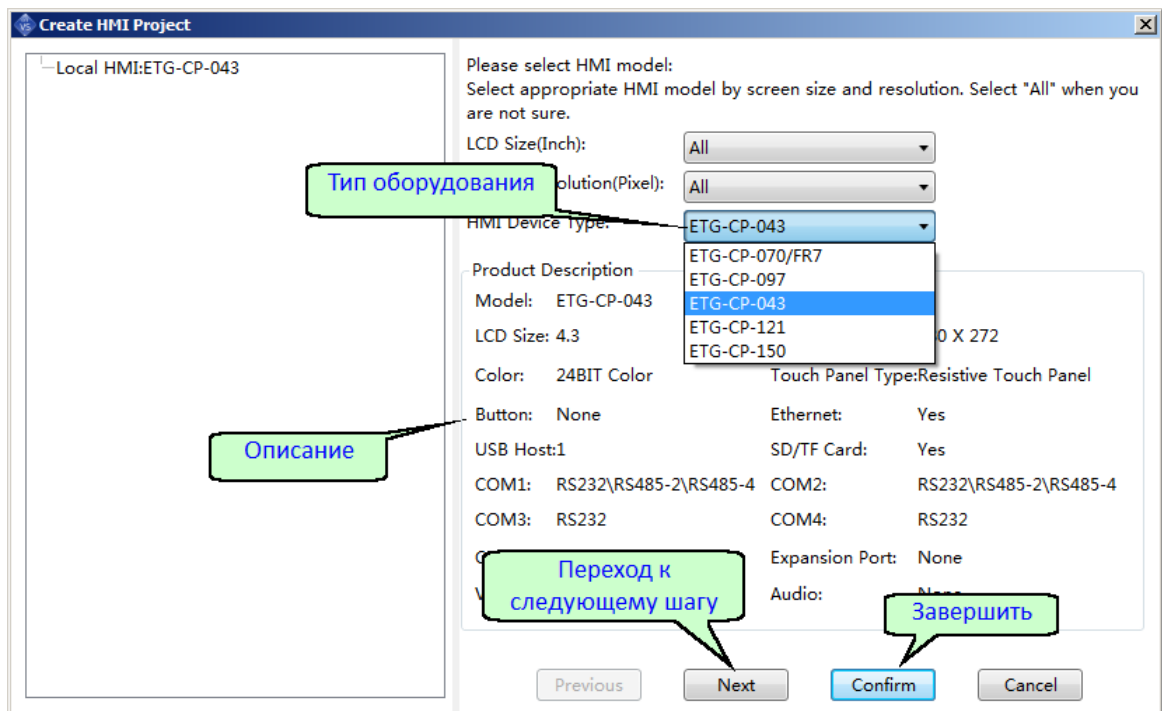 Create HMI Project
Local HMI:ETG-CP-043
Please select HMI model:
Select appropriate HMI model by screen size and resolution. Select "All" when you
are not sure.
LCD Size(Inch): All
Тип оборудования
olution(Pixel): All
HMI Device Type: ETG-CP-043
ETG-CP-070/FR7
ETG-CP-097
ETG-CP-043
ETG-CP-121
ETG-CP-150
Product Description
Model: ETG-CP-043
LCD Size: 4.3 0 X 272
Color: 24BIT Color Touch Panel Type:Resistive Touch Panel
Button: None Ethernet: Yes
Описание
USB Host:1 SD/TF Card: Yes
COM1: RS232\RS485-2\RS485-4 COM2: RS232\RS485-2\RS485-4
COM3: RS232 COM4: RS232
Expansion Port: None
Audio:
Переход к
следующему шагу
Завершить
Previous Next Confirm Cancel